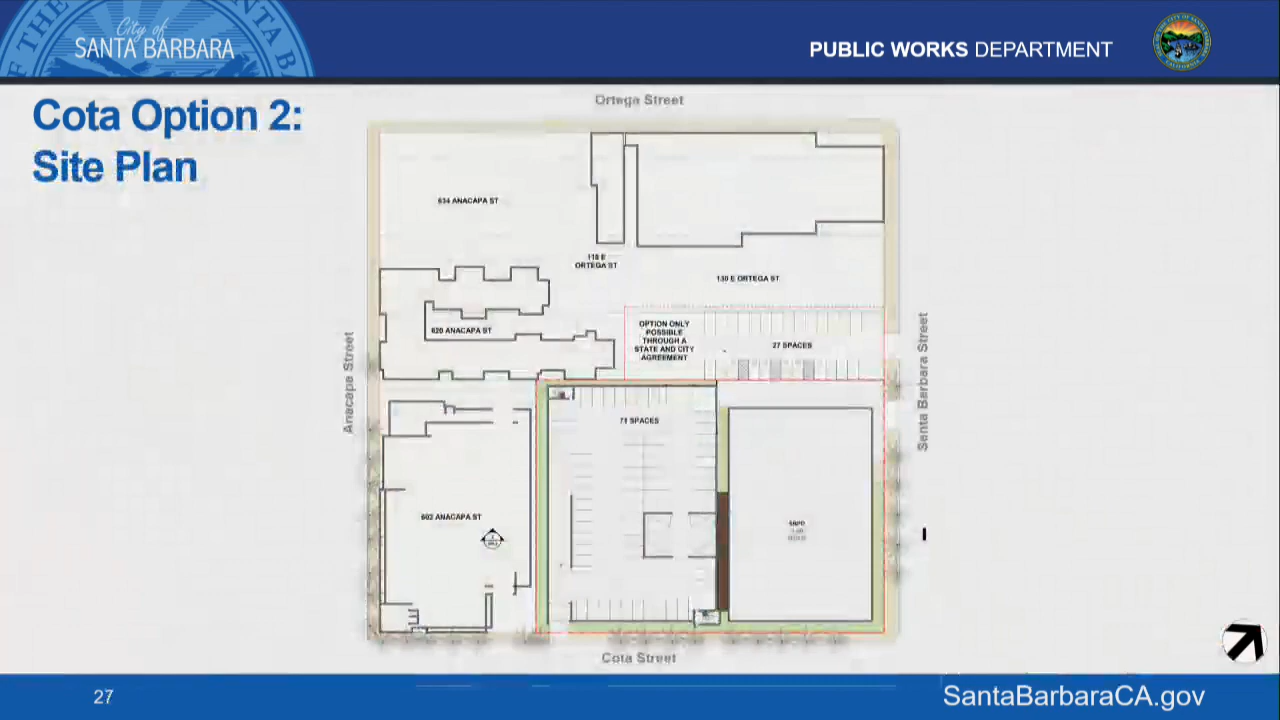 City of
SANTA BARBARA
PUBLIC WORKS DEPARTMENT
Cota Option 2:
Site Plan
Ortega Street
634 ANACAPA ST
118 E
ORTEGA ST
130 E ORTEGA ST
620 ANACAPA ST
OPTION ONLY
POSSIBLE
THROUGH A
STATE AND CITY
AGREEMENT
27 SPACES
Anacapa Street
Santa Barbara Street
71 SPACES
602 ANACAPA ST
SBPD
Cota Street
27
SantaBarbaraCA.gov